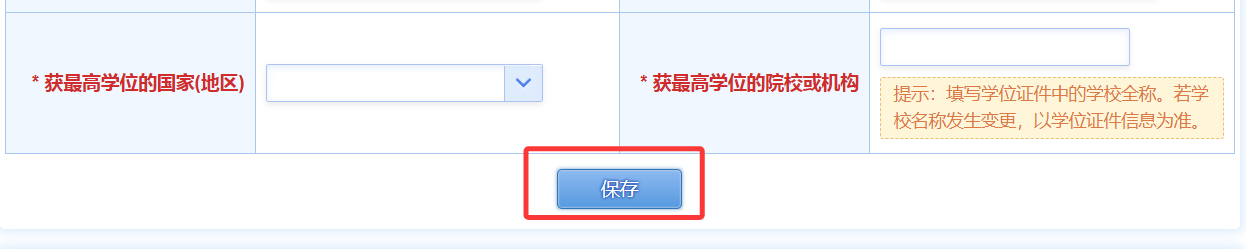 * 获最高学位的国家(地区)
* 获最高学位的院校或机构
提示：填写学位证件中的学校全称。若学
校名称发生变更，以学位证件信息为准。
保存